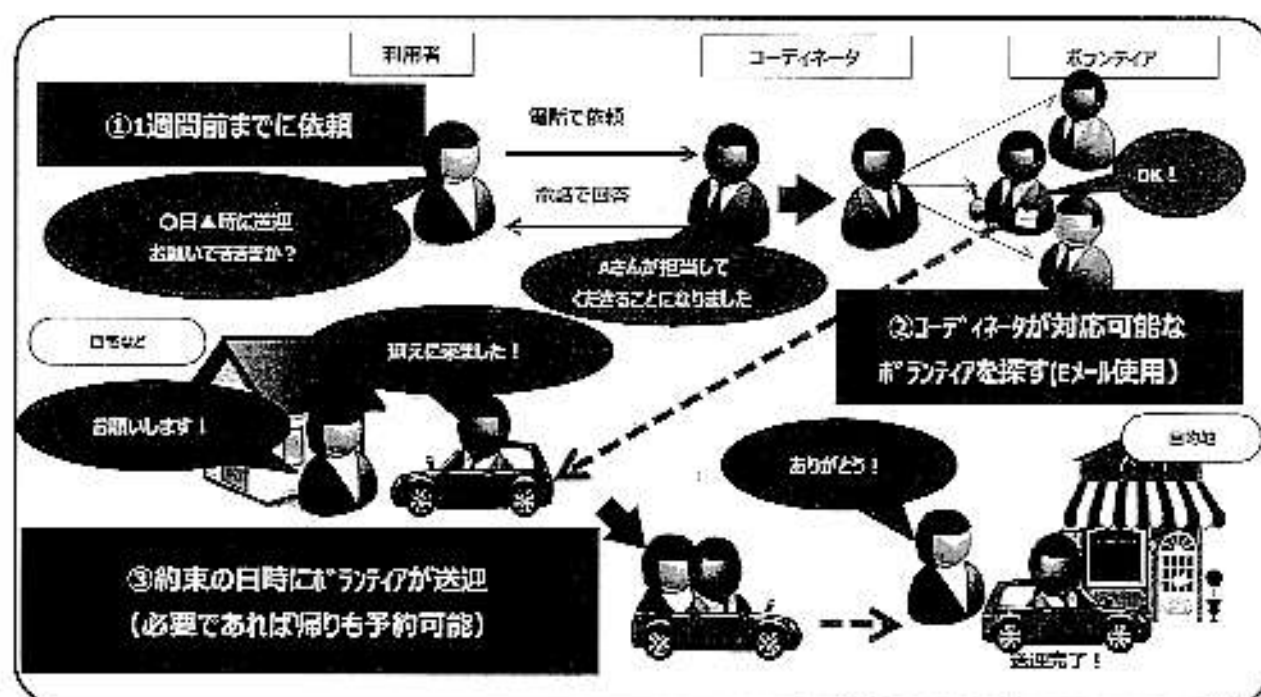 利用者
コーディネータ
ボランティア
①1週間前までに依頼
電話で依頼
電話で回答
OK!
〇日▲時に送迎
お願いできますか?
Aさんが担当して
くださることになりました
②コーディネータが対応可能な
ボランティアを探す(Eメール使用)
自宅など
迎えに来ました!
お願いします!
目的地
ありがとう!
③約束の日時にボランティアが送迎
(必要であれば帰りも予約可能)
送迎完了!